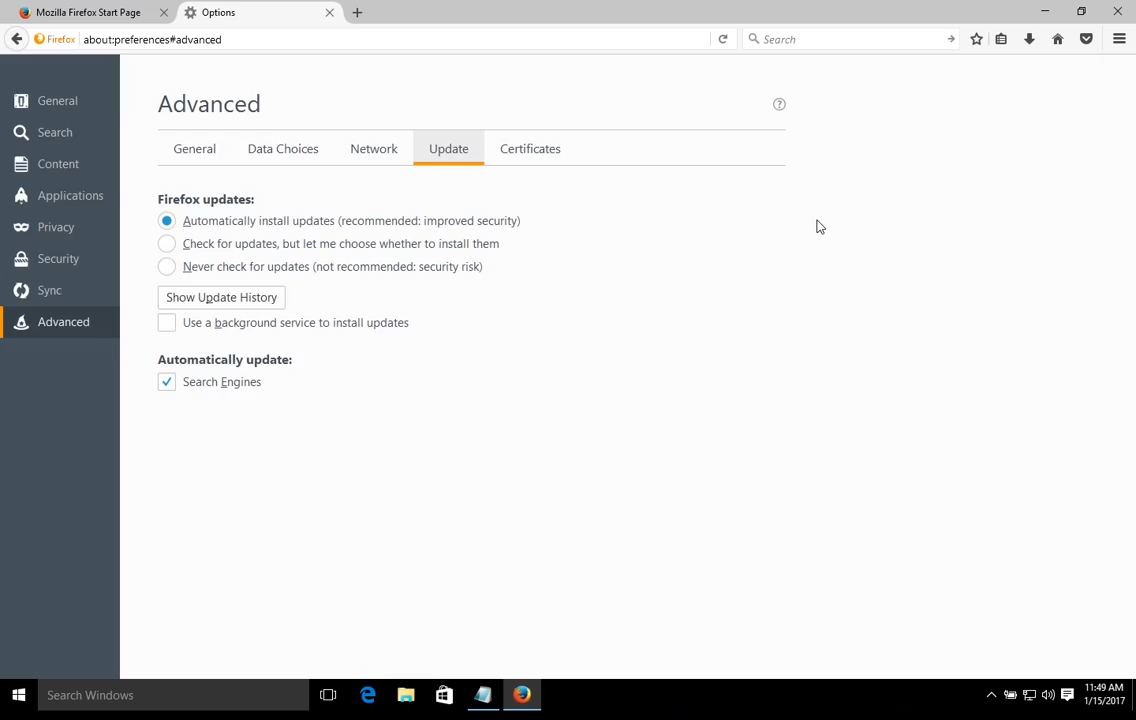 Mozilla Firefox Start Page
Options
Firefox
about:preferences#advanced
Search
General
Search
Content
Applications
Privacy
Security
Sync
Advanced
Advanced
General
Data Choices
Network
Update
Certificates
Firefox updates:
Automatically install updates (recommended: improved security)
Check for updates, but let me choose whether to install them
Never check for updates (not recommended: security risk)
Show Update History
Use a background service to install updates
Automatically update:
Search Engines
Search Windows
11:49 AM
1/15/2017